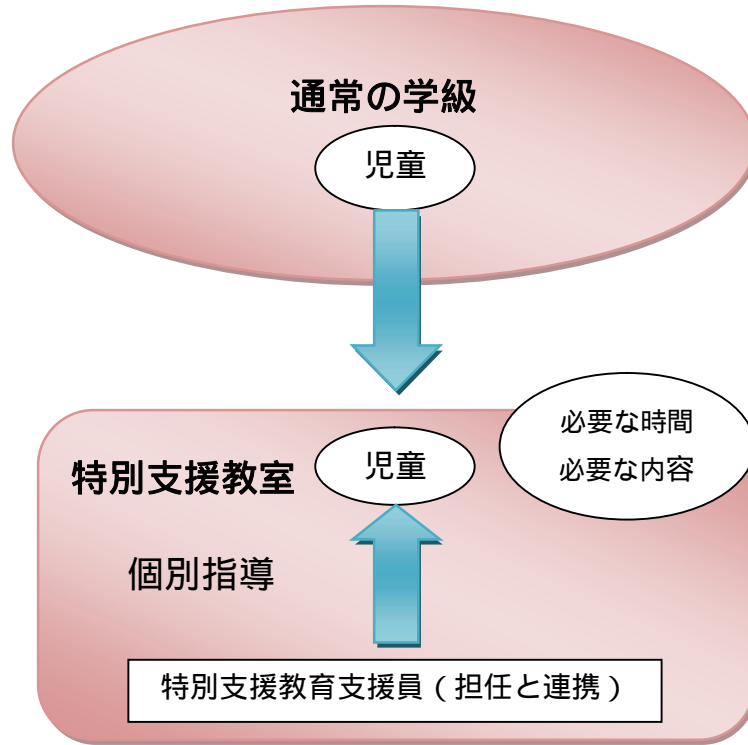 通常の学級
児童
必要な時間
必要な内容
児童
特別支援教室
個別指導
特別支援教育支援員（担任と連携）